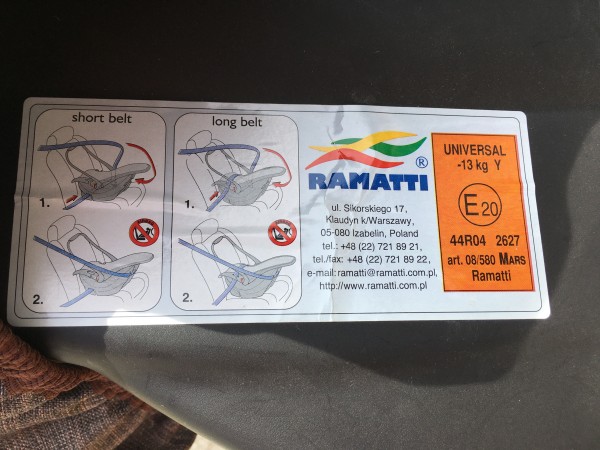 short belt
1.
2.
long belt
1.
2.
RAMATTI ®
ul. Sikorskiego 17,
Klaudyn k/Warszawy,
05-080 Izabelin, Poland
tel.: +48 (22) 721 89 21,
tel./fax: +48 (22) 721 89 22,
e-mail: ramatti@ramatti.com.pl,
http://www.ramatti.com.pl
UNIVERSAL
-13 kg Y
E 20
44R04 2627
art. 08/580 MARS
Ramatti